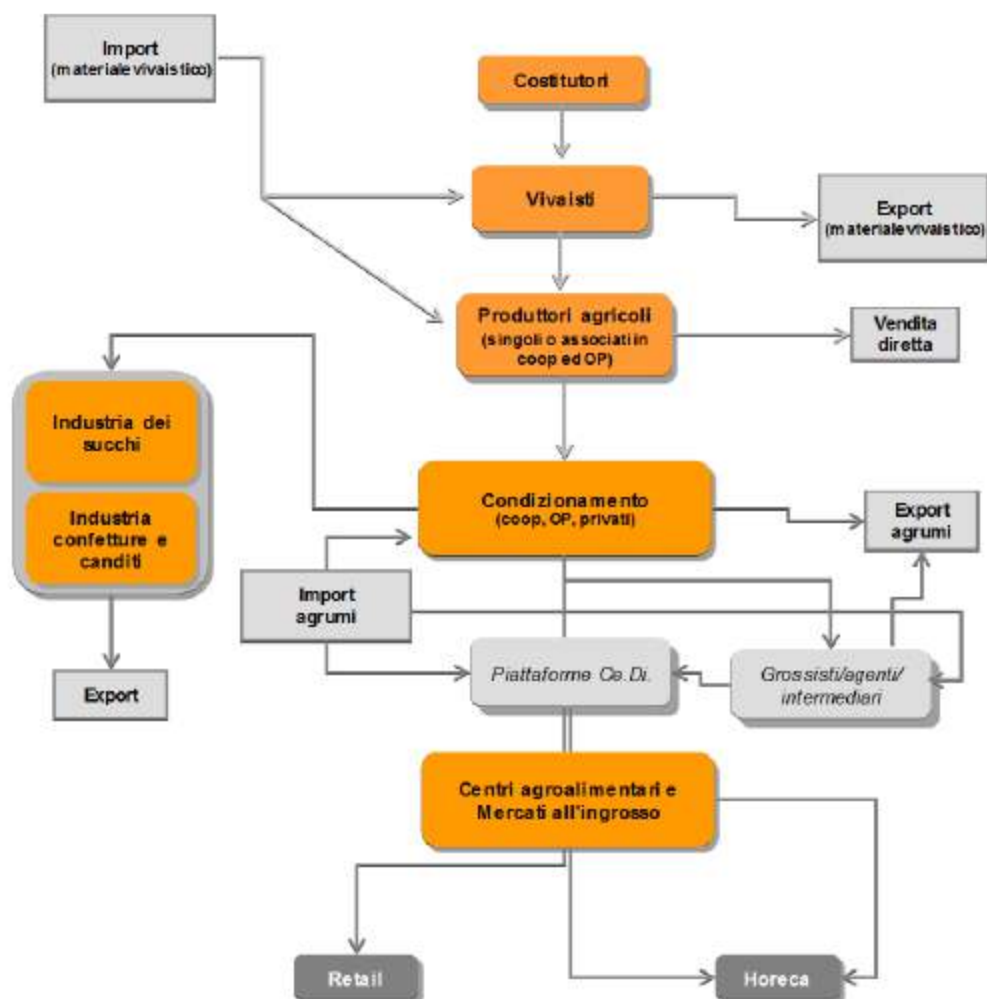 Import
(materiale vivaistico)
Costitutori
Vivaisti
Export
(materiale vivaistico)
Produttori agricoli
(singoli o associati in
coop ed OP)
Vendita
diretta
Industria dei
succhi
Industria
confetture e
canditi
Condizionamento
(coop, OP, privati)
Export
agrumi
Import
agrumi
Piattaforme Ce.Di.
Grossisti/agenti/
intermediari
Export
Centri agroalimentari e
Mercati all'ingrosso
Retail
Horeca